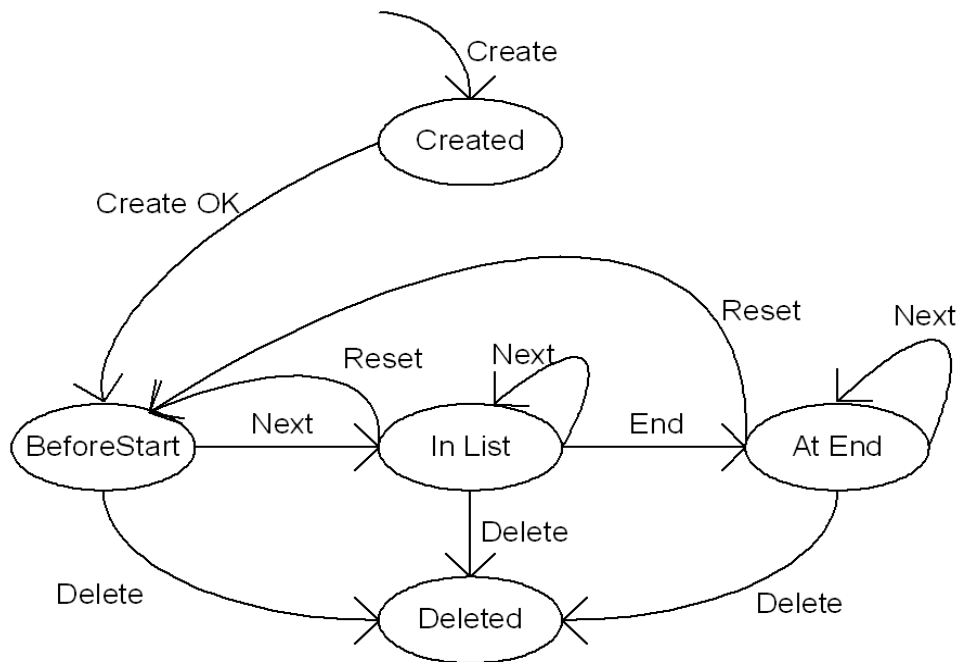 Create
Created
Create OK
Reset
Next
Reset
Next
BeforeStart
Next
In List
End
At End
Delete
Delete
Delete
Deleted